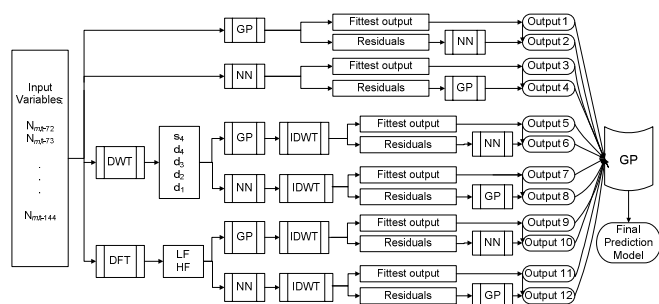 Input
Variables:
Nm,t-72
Nm,t-73
.
.
.
Nm,t-144
GP
Fittest output
Output 1
Residuals
NN
Output 2
NN
Fittest output
Output 3
Residuals
GP
Output 4
DWT
s4
d4
d3
d2
d1
GP
IDWT
Fittest output
Output 5
Residuals
NN
Output 6
NN
IDWT
Fittest output
Output 7
Residuals
GP
Output 8
DFT
LF
HF
GP
IDWT
Fittest output
Output 9
Residuals
NN
Output 10
NN
IDWT
Fittest output
Output 11
Residuals
GP
Output 12
GP
Final
Prediction
Model